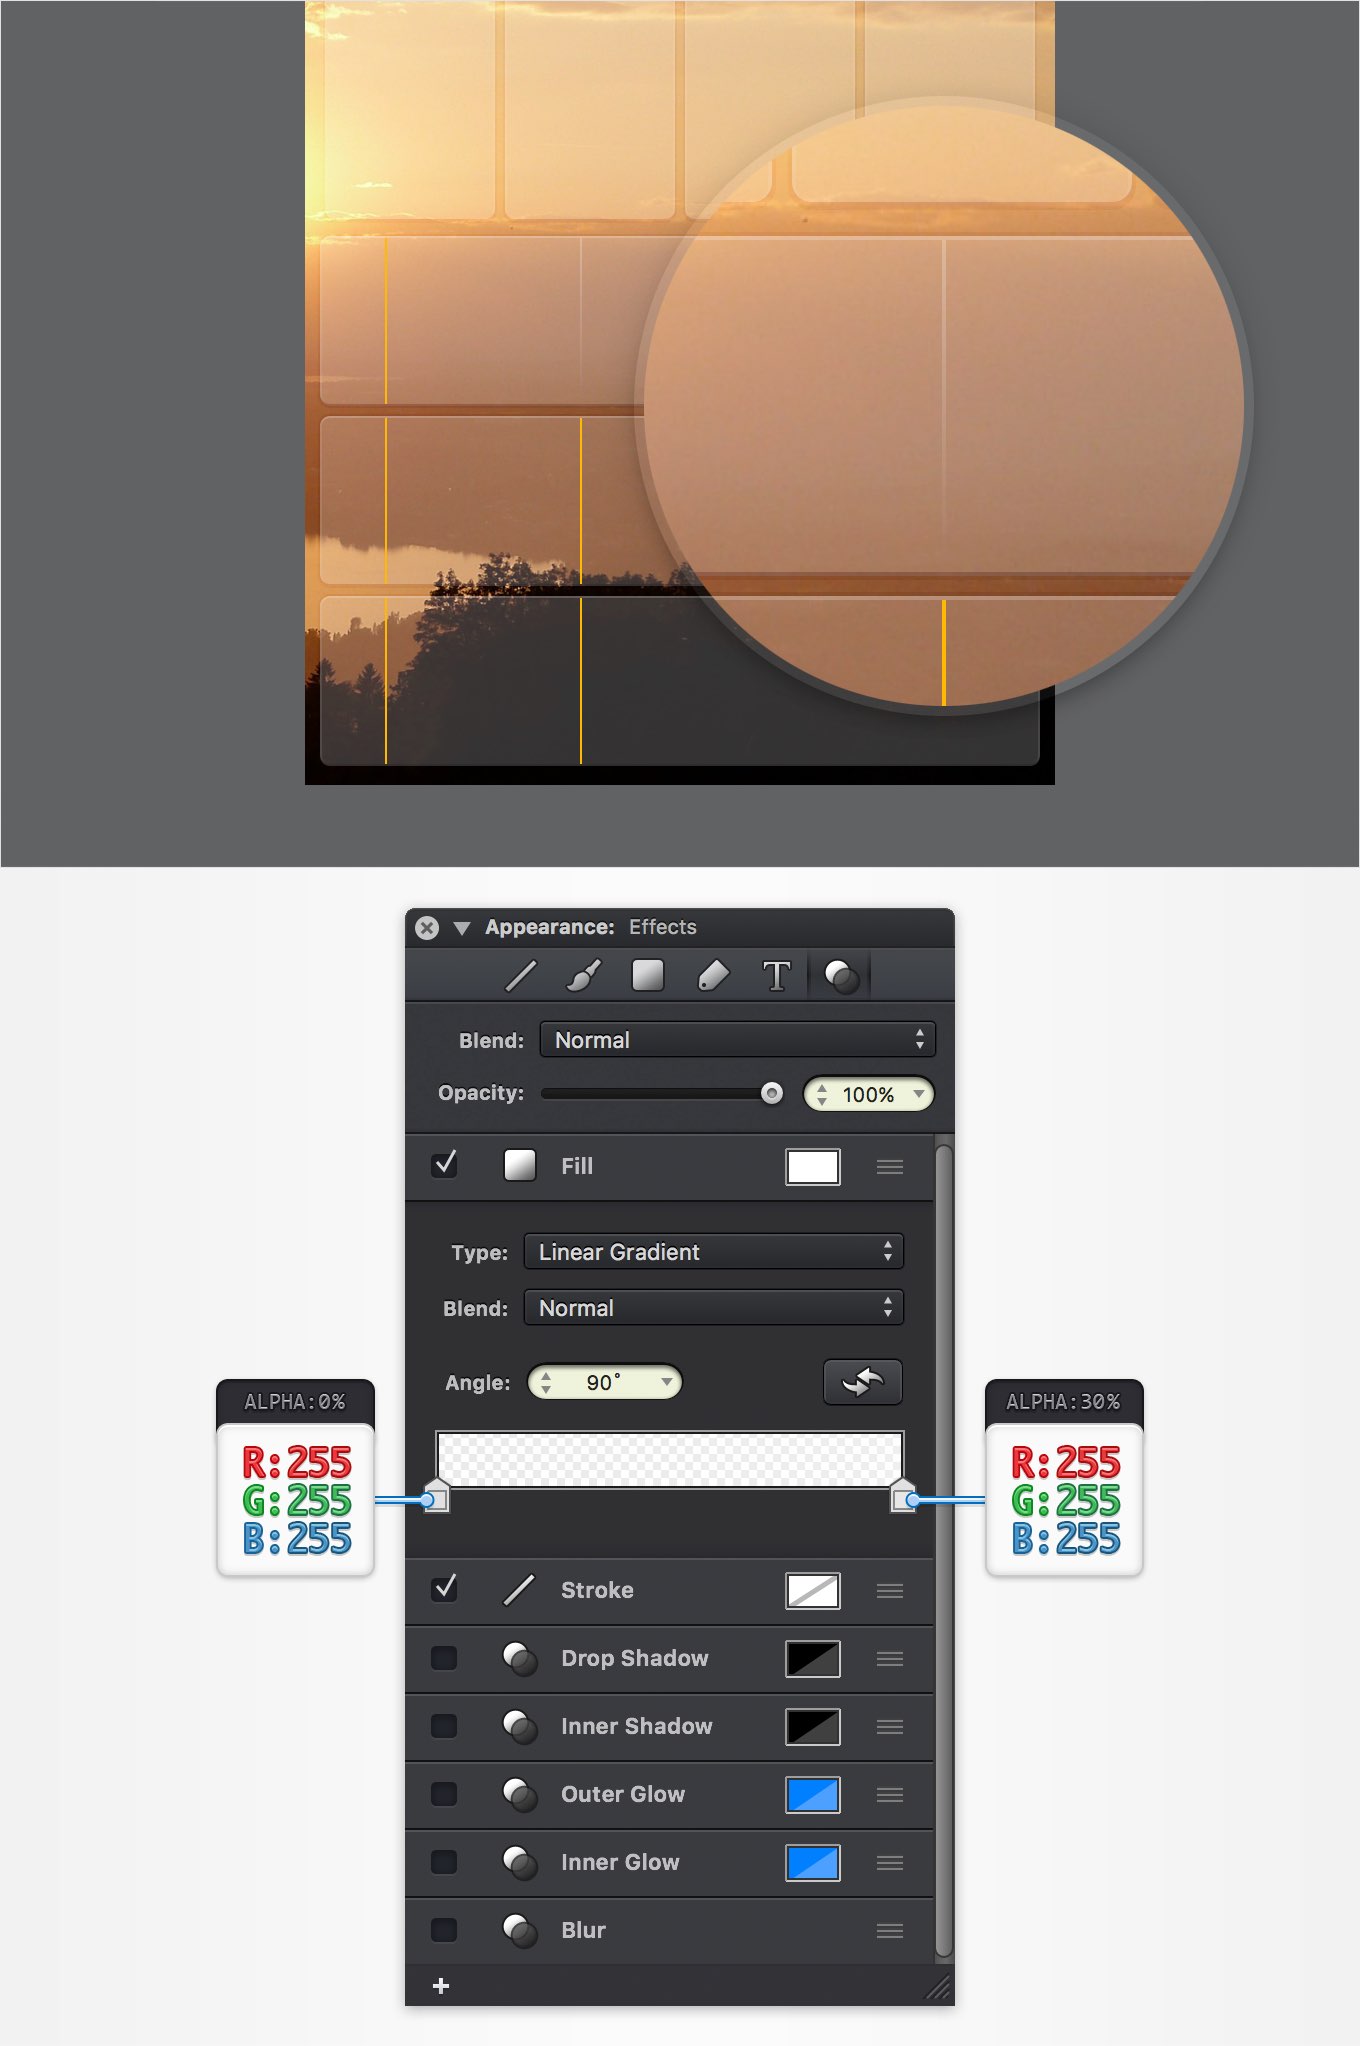 Appearance: Effects
T
Blend: Normal
Opacity: 100%
Fill
Type: Linear Gradient
Blend: Normal
Angle: 90°
ALPHA:0%
R:255
G:255
B:255
ALPHA:30%
R:255
G:255
B:255
Stroke
Drop Shadow
Inner Shadow
Outer Glow
Inner Glow
Blur
+